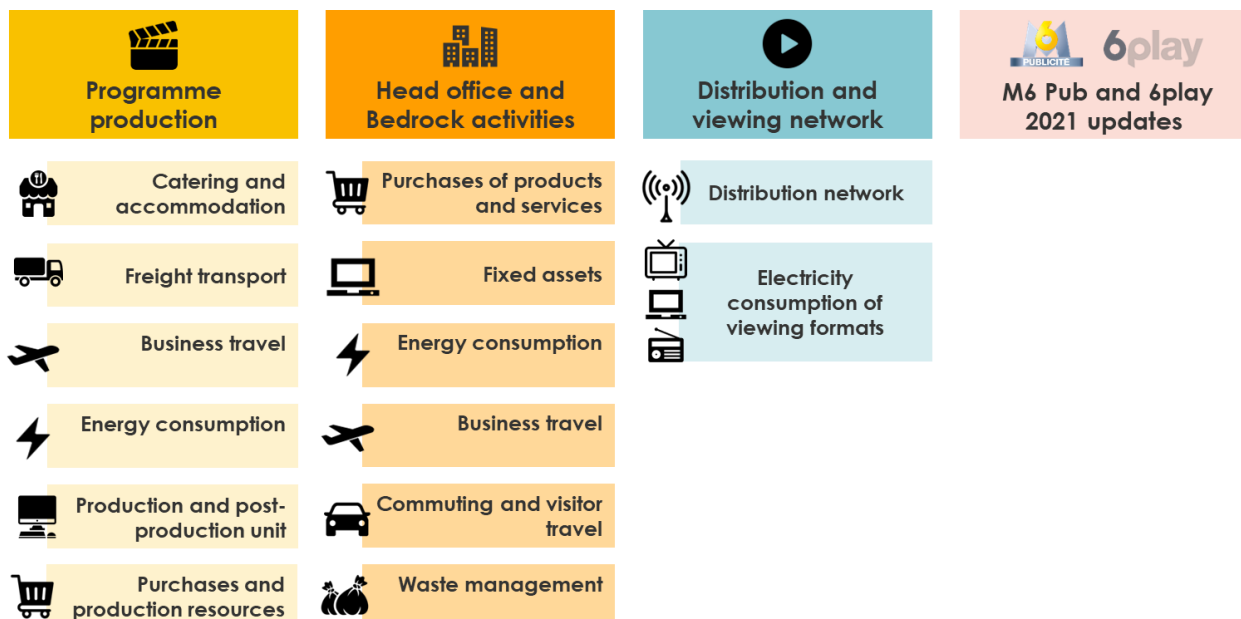 Programme
production
Catering and
accommodation
Freight transport
Business travel
Energy consumption
Production and post-
production unit
Purchases and
production resources
Head office and
Bedrock activities
Purchases of products
and services
Fixed assets
Energy consumption
Business travel
Commuting and visitor
travel
Waste management
Distribution and
viewing network
Distribution network
Electricity
consumption of
viewing formats
M6
PUBLICITE
6play
M6 Pub and 6play
2021 updates